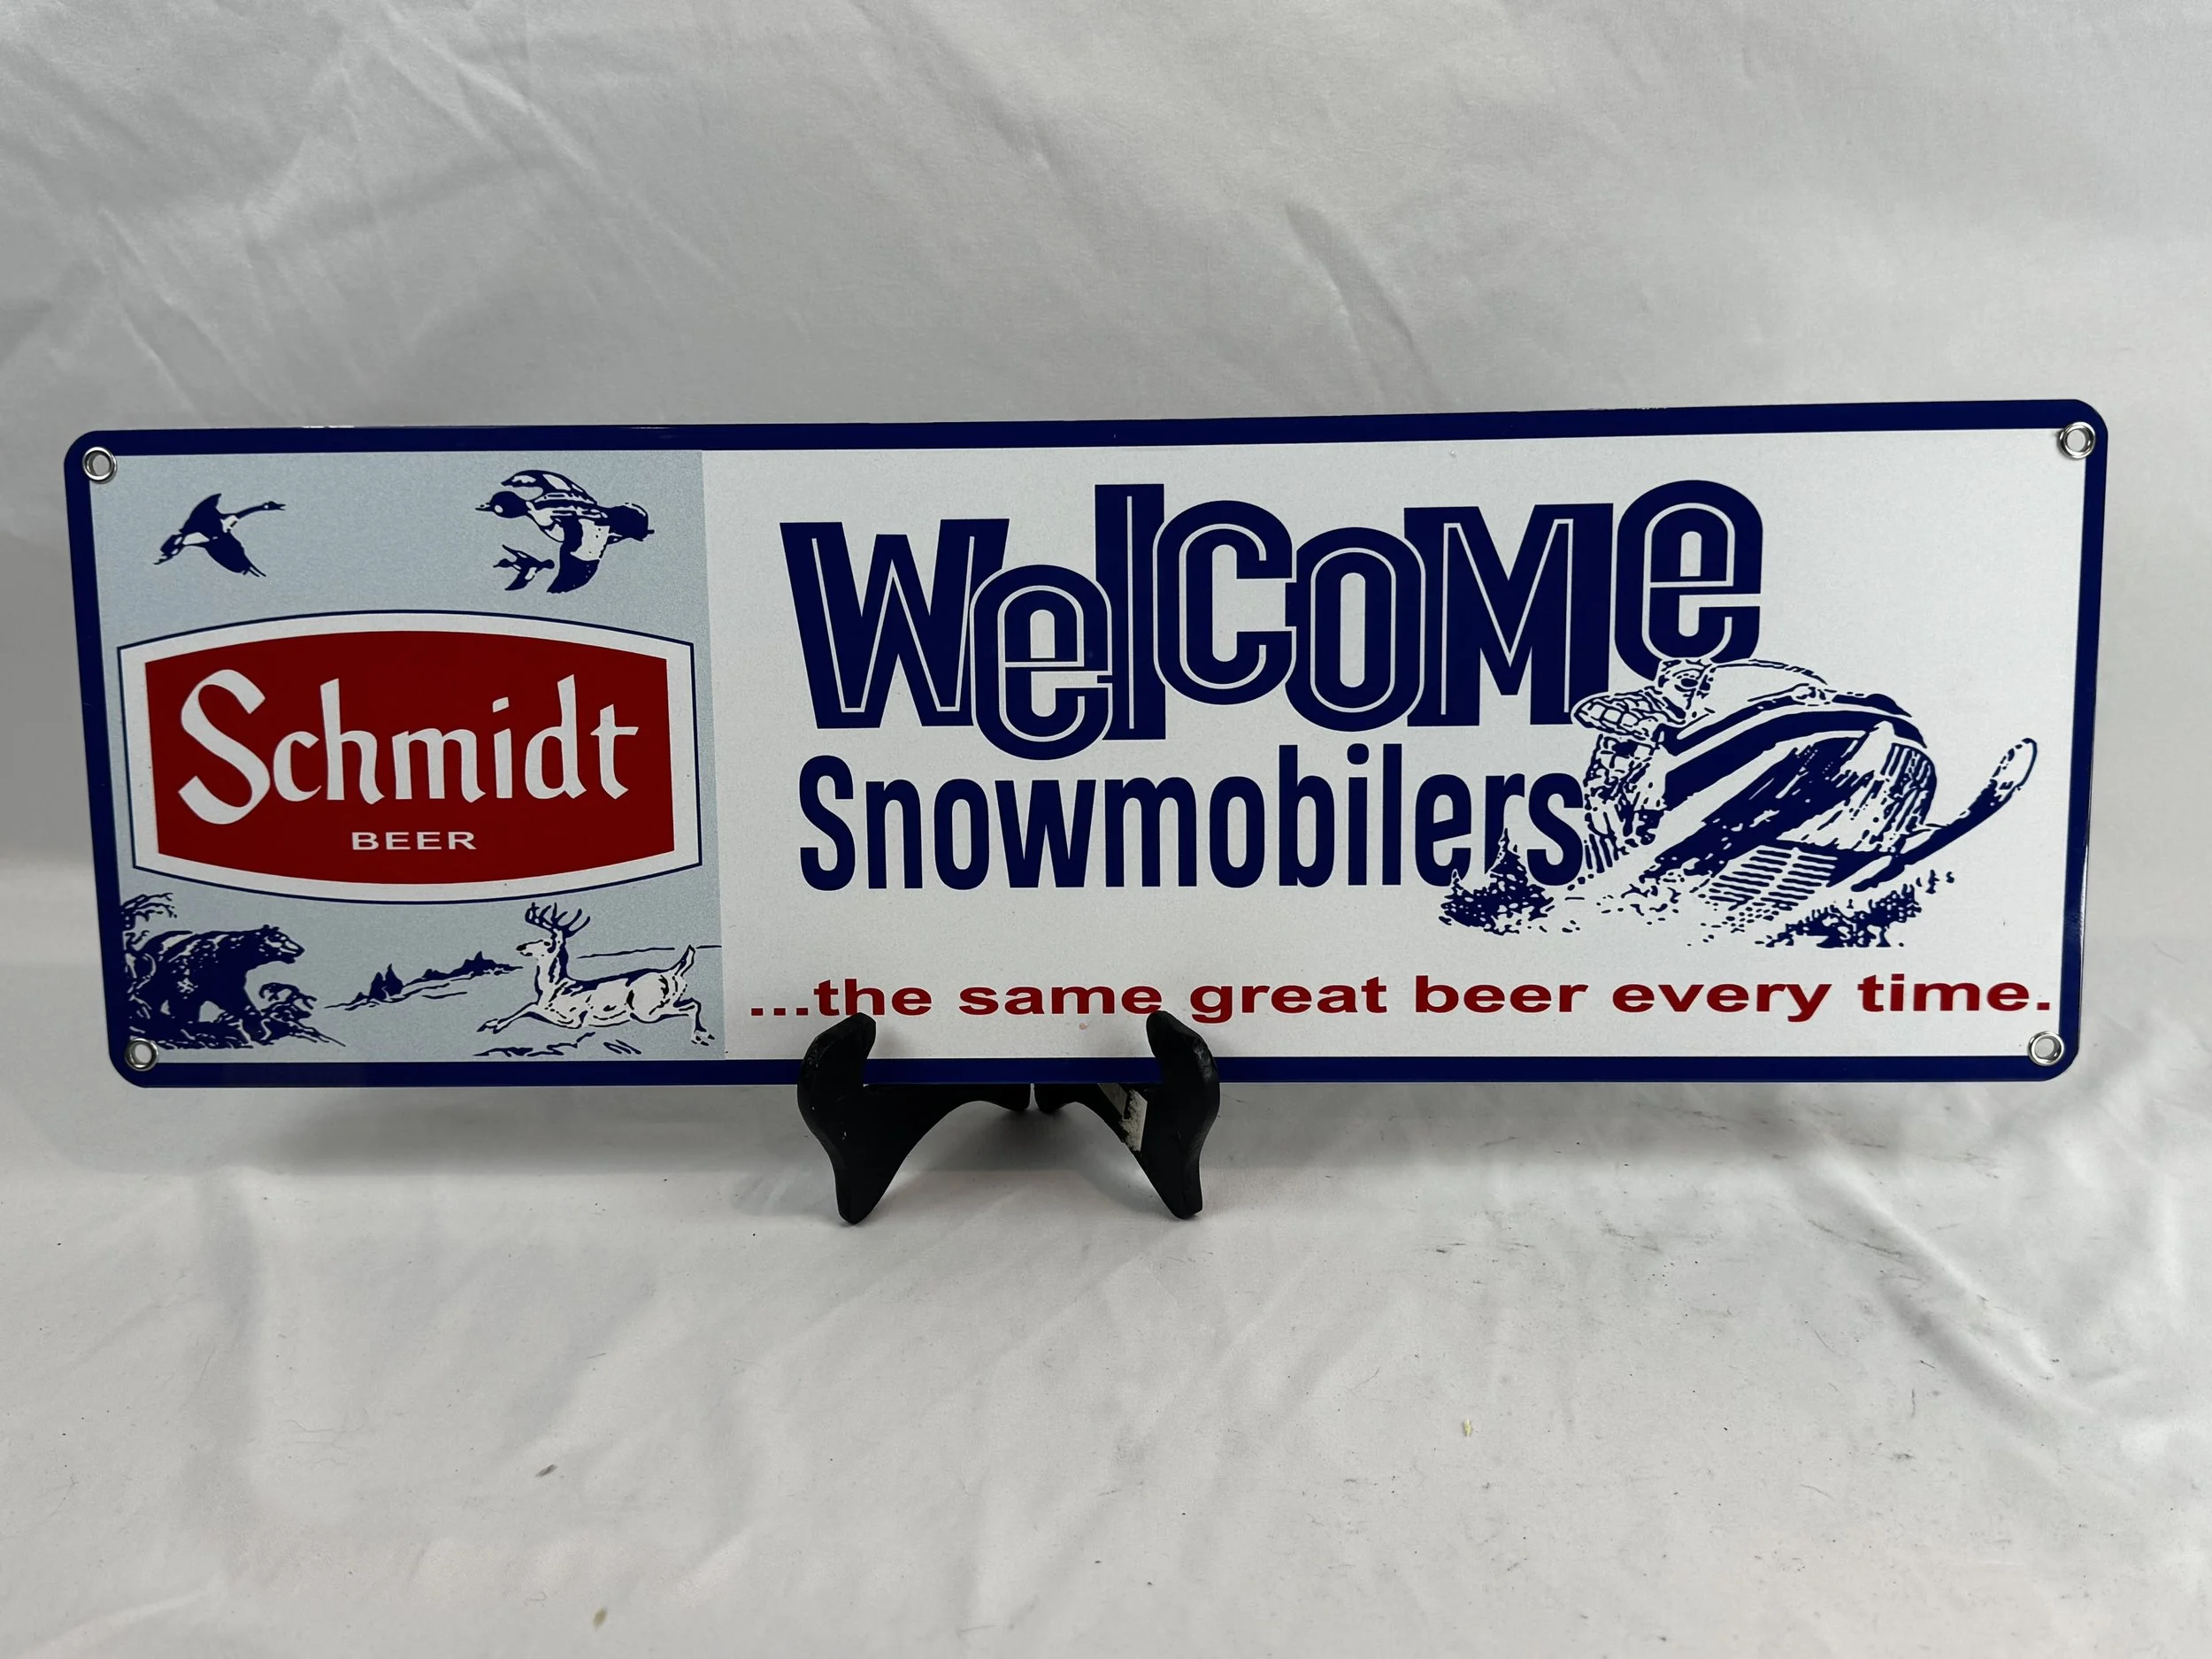 Schmidt
BEER
Welcome
Snowmobilers
...the same great beer every time.